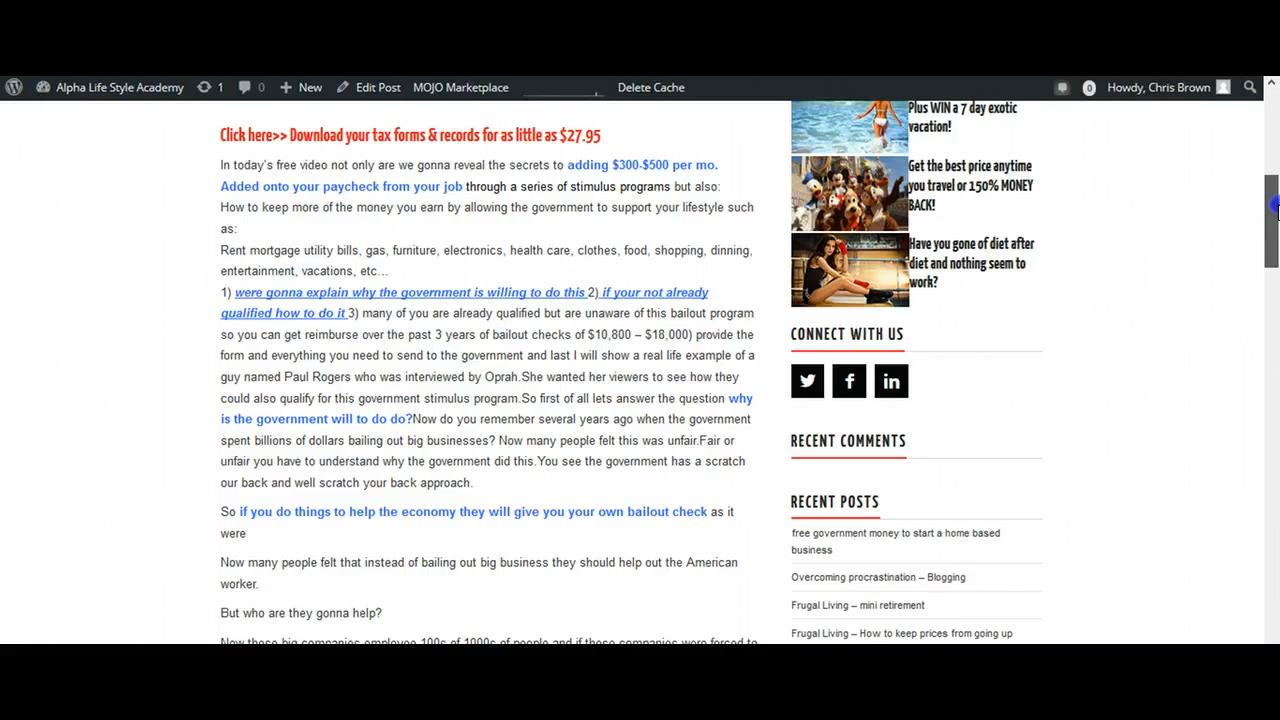 Alpha Life Style Academy 1 0 New Edit Post MOJO Marketplace Delete Cache 0 Howdy, Chris Brown
Click here>> Download your tax forms & records for as little as $27.95
In today's free video not only are we gonna reveal the secrets to adding $300-$500 per mo.
Added onto your paycheck from your job through a series of stimulus programs but also:
How to keep more of the money you earn by allowing the government to support your lifestyle such
as:
Rent mortgage utility bills, gas, furniture, electronics, health care, clothes, food, shopping, dinning,
entertainment, vacations, etc…
1) were gonna explain why the government is willing to do this 2) if your not already
qualified how to do it 3) many of you are already qualified but are unaware of this bailout program
so you can get reimburse over the past 3 years of bailout checks of $10,800 – $18,000) provide the
form and everything you need to send to the government and last I will show a real life example of a
guy named Paul Rogers who was interviewed by Oprah.She wanted her viewers to see how they
could also qualify for this government stimulus program.So first of all lets answer the question why
is the government will to do do?Now do you remember several years ago when the government
spent billions of dollars bailing out big businesses? Now many people felt this was unfair.Fair or
unfair you have to understand why the government did this.You see the government has a scratch
our back and well scratch your back approach.
So if you do things to help the economy they will give you your own bailout check as it
were
Now many people felt that instead of bailing out big business they should help out the American
worker.
But who are they gonna help?
Now these big companies employee 100s of 1000s of people and if these companies were forced to
Plus WIN a 7 day exotic
vacation!
Get the best price anytime
you travel or 150% MONEY
BACK!
Have you gone of diet after
diet and nothing seem to
work?
CONNECT WITH US
RECENT COMMENTS
RECENT POSTS
free government money to start a home based
business
Overcoming procrastination – Blogging
Frugal Living – mini retirement
Frugal Living – How to keep prices from going up